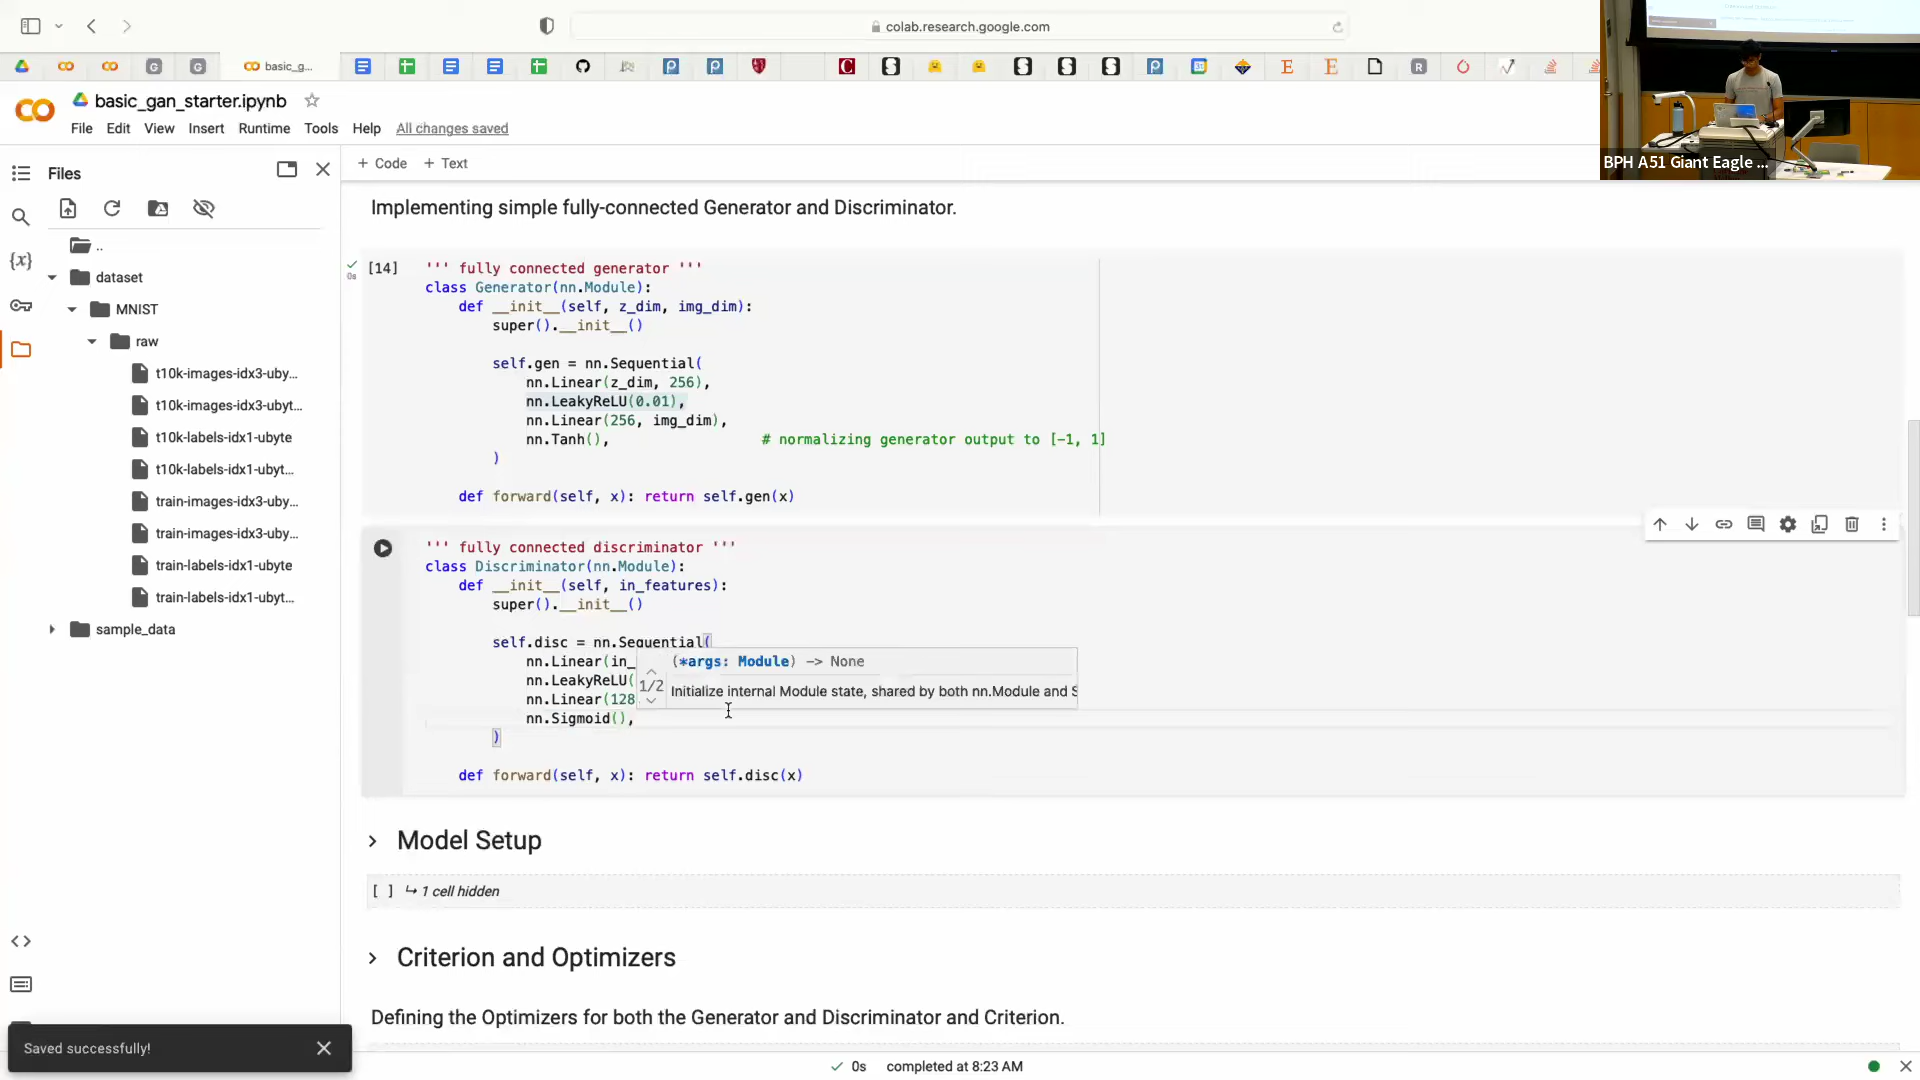 colab.research.google.com
basic_g...
basic_gan_starter.ipynb
File Edit View Insert Runtime Tools Help All changes saved
BPH A51 Giant Eagle ...
Files
+ Code + Text
..
dataset
MNIST
raw
t10k-images-idx3-uby...
t10k-images-idx3-ubyt...
t10k-labels-idx1-ubyte
t10k-labels-idx1-ubyt...
train-images-idx3-uby...
train-images-idx3-uby...
train-labels-idx1-ubyte
train-labels-idx1-ubyt...
sample_data
Implementing simple fully-connected Generator and Discriminator.
0s
[14] ''' fully connected generator '''
class Generator(nn.Module):
def __init__(self, z_dim, img_dim):
super().__init__()
self.gen = nn.Sequential(
nn.Linear(z_dim, 256),
nn.LeakyReLU(0.01),
nn.Linear(256, img_dim),
nn.Tanh(), # normalizing generator output to [-1, 1]
)
def forward(self, x): return self.gen(x)
''' fully connected discriminator '''
class Discriminator(nn.Module):
def __init__(self, in_features):
super().__init__()
self.disc = nn.Sequential(
nn.Linear(in_
nn.LeakyReLU(
nn.Linear(128
nn.Sigmoid(),
)
(*args: Module) -> None
1/2 Initialize internal Module state, shared by both nn.Module and S
def forward(self, x): return self.disc(x)
Model Setup
[ ] ↳ 1 cell hidden
Criterion and Optimizers
Defining the Optimizers for both the Generator and Discriminator and Criterion.
Saved successfully!
0s completed at 8:23 AM